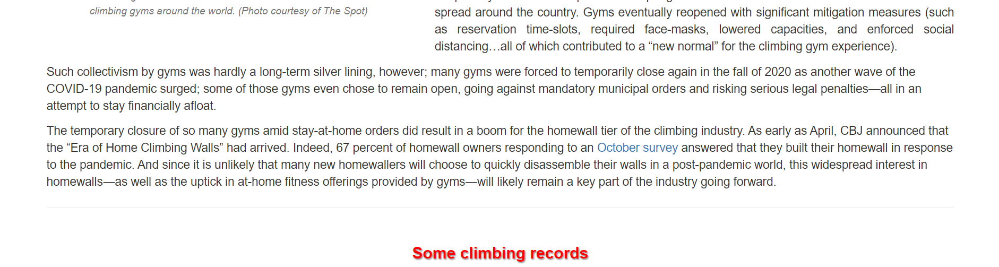 climbing gyms around the world. (Photo courtesy of The Spot)
spread around the country. Gyms eventually reopened with significant mitigation measures (such
as reservation time-slots, required face-masks, lowered capacities, and enforced social
distancing…all of which contributed to a “new normal” for the climbing gym experience).
Such collectivism by gyms was hardly a long-term silver lining, however; many gyms were forced to temporarily close again in the fall of 2020 as another wave of the
COVID-19 pandemic surged; some of those gyms even chose to remain open, going against mandatory municipal orders and risking serious legal penalties—all in an
attempt to stay financially afloat.
The temporary closure of so many gyms amid stay-at-home orders did result in a boom for the homewall tier of the climbing industry. As early as April, CBJ announced that
the “Era of Home Climbing Walls” had arrived. Indeed, 67 percent of homewall owners responding to an October survey answered that they built their homewall in response
to the pandemic. And since it is unlikely that many new homewallers will choose to quickly disassemble their walls in a post-pandemic world, this widespread interest in
homewalls—as well as the uptick in at-home fitness offerings provided by gyms—will likely remain a key part of the industry going forward.
Some climbing records